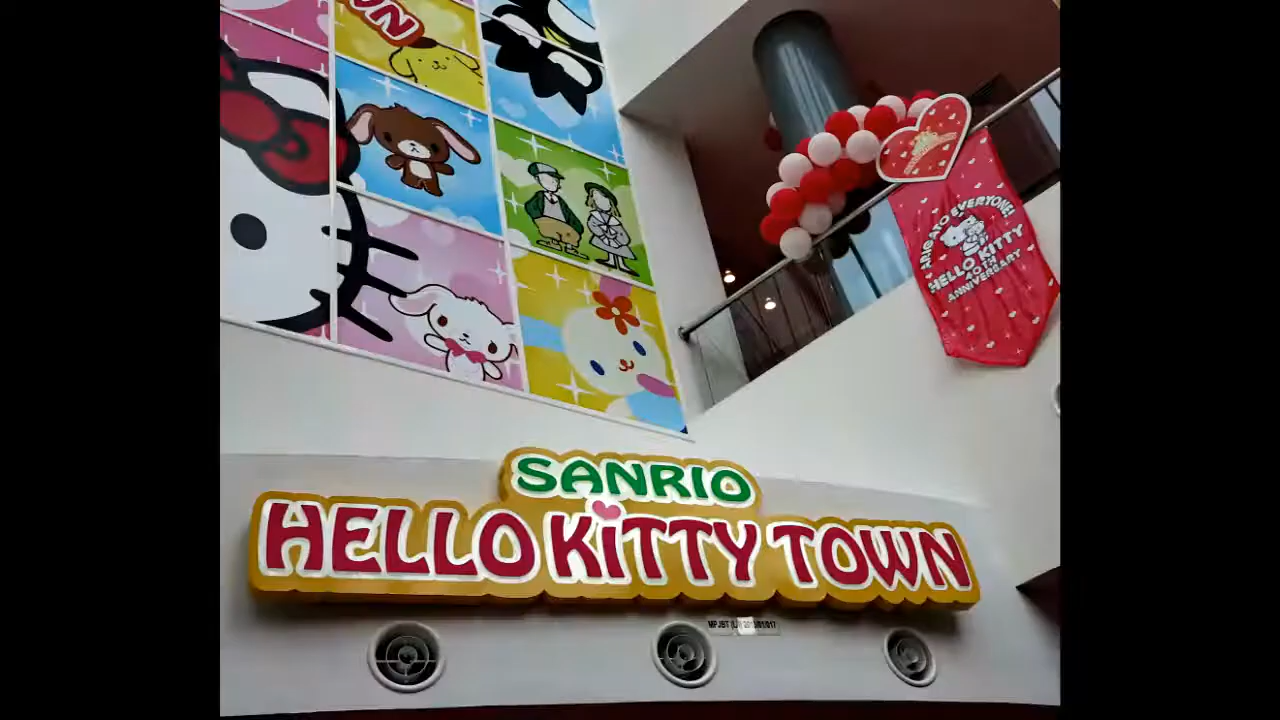 ARIGATO EVERYONE!
HELLO KITTY
40TH
ANNIVERSARY
SANRIO
HELLO KITTY TOWN